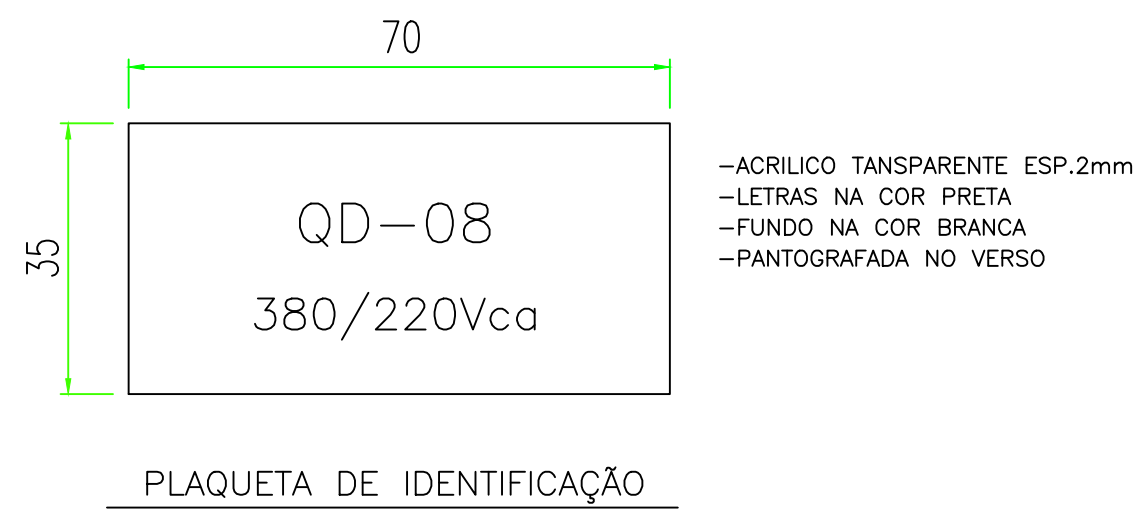 70
35
QD-08
380/220Vca
-ACRILICO TANSPARENTE ESP.2mm
-LETRAS NA COR PRETA
-FUNDO NA COR BRANCA
-PANTOGRAFADA NO VERSO
PLAQUETA DE IDENTIFICAÇÃO